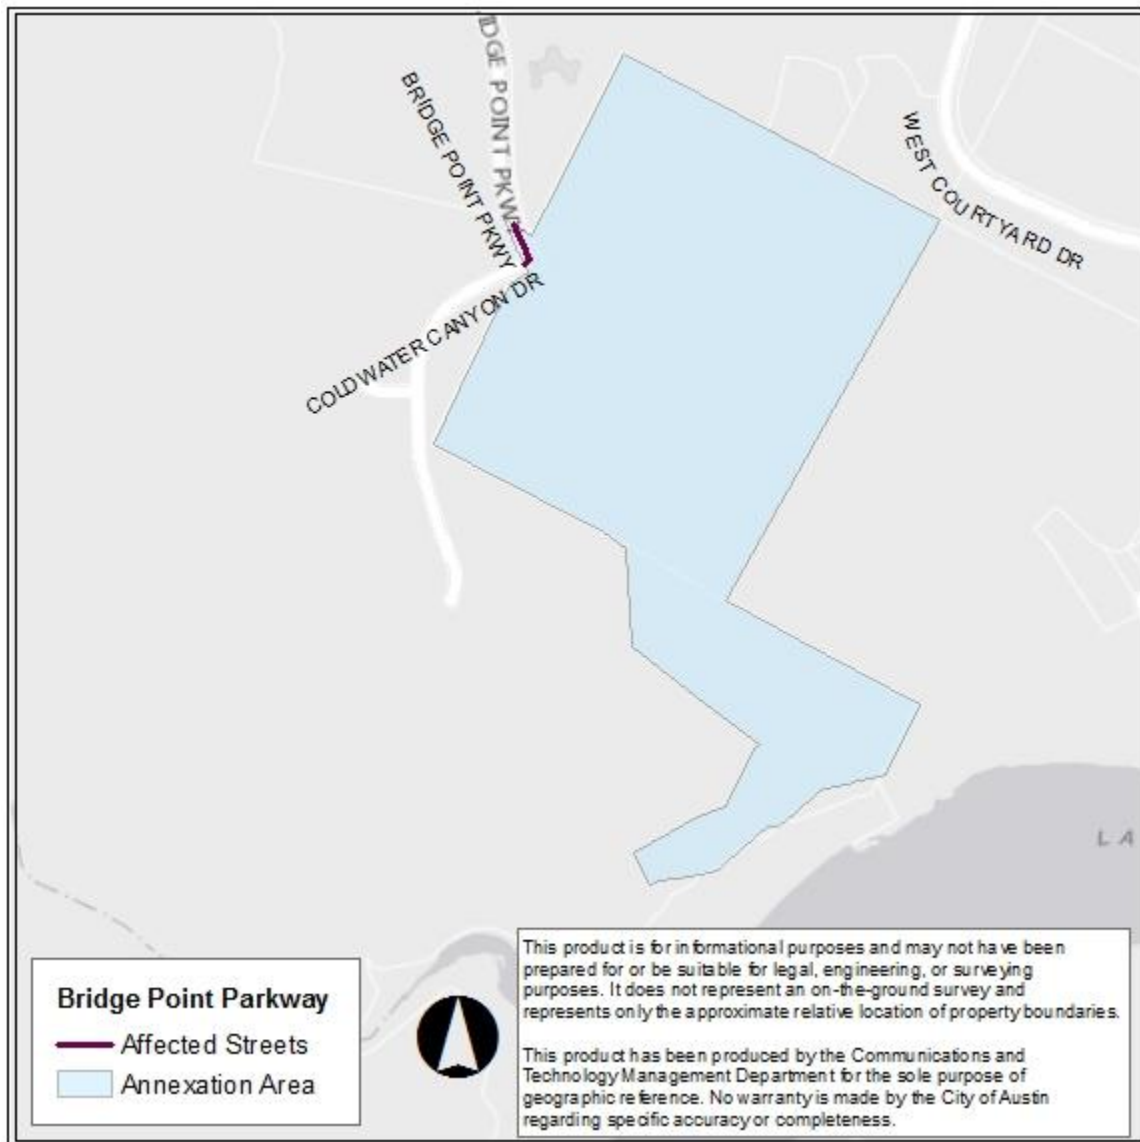 IDGE POINT PKWY
BRIDGE POINT PKWY
WEST COURTYARD DR
COLDWATER CANYON DR
L A
Bridge Point Parkway
Affected Streets
Annexation Area
This product is for informational purposes and may not have been
prepared for or be suitable for legal, engineering, or surveying
purposes. It does not represent an on-the-ground survey and
represents only the approximate relative location of property boundaries.
This product has been produced by the Communications and
Technology Management Department for the sole purpose of
geographic reference. No warranty is made by the City of Austin
regarding specific accuracy or completeness.